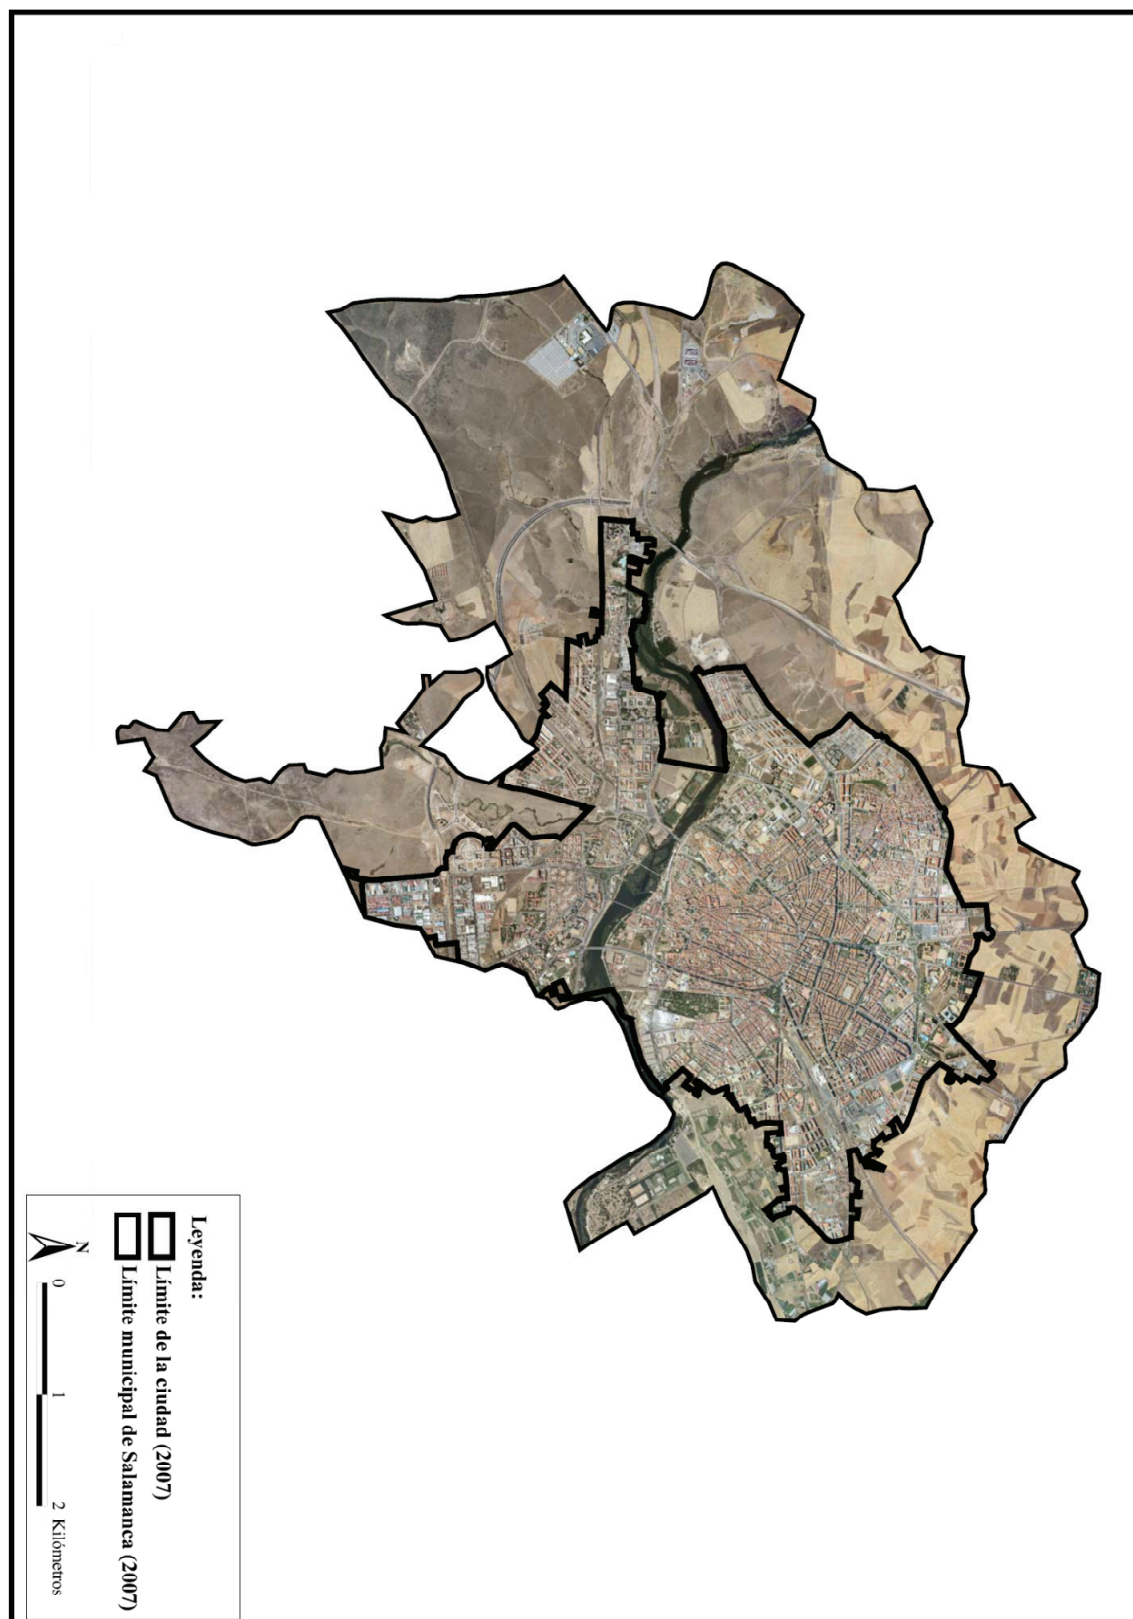 Leyenda:
Límite de la ciudad (2007)
Límite municipal de Salamanca (2007)
N
0 1 2 Kilómetros